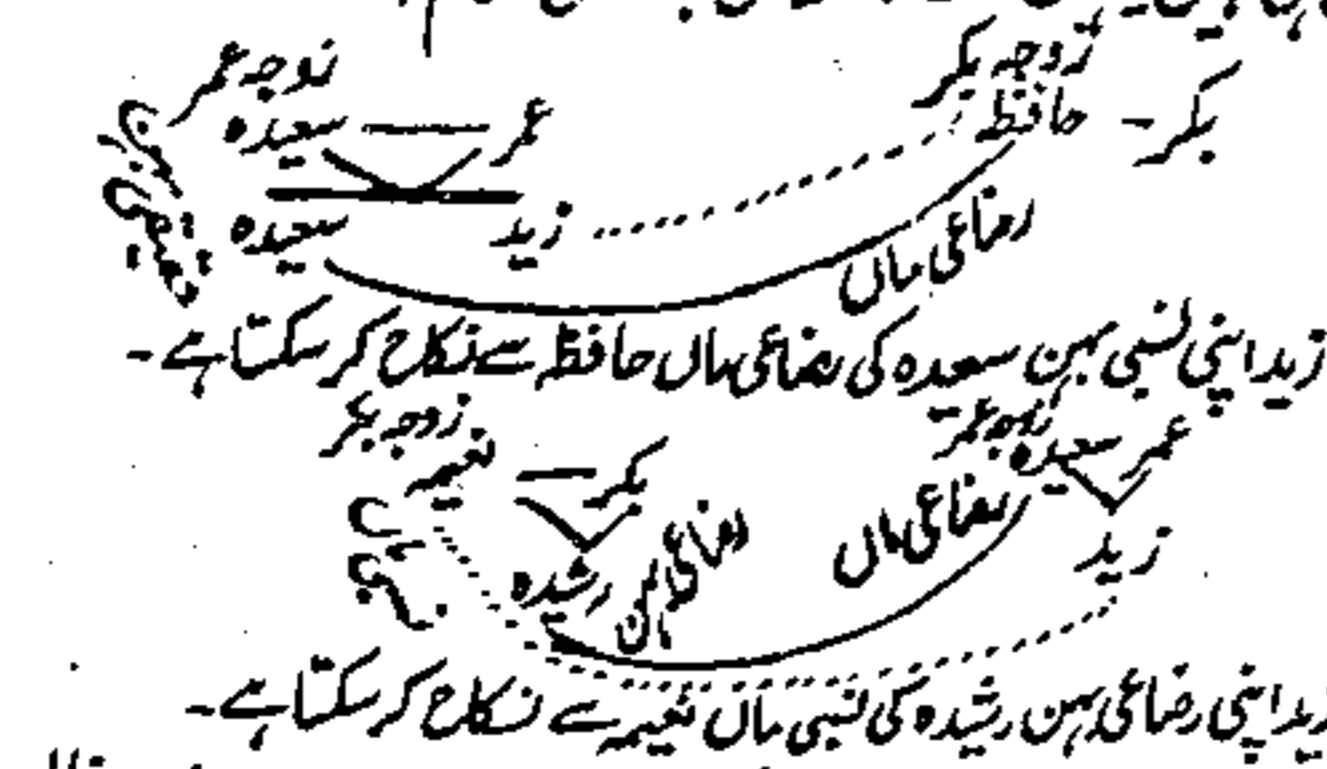 زوجہ بکر زوجہ عمر
بکر - حافظہ عمر سعیدہ
زید سعیدہ
رضاعی ماں
زید اپنی نسبی بہن سعیدہ کی رضاعی ماں حافظہ سے نکاح کر سکتا ہے -
زوجہ عمر زوجہ بکر
عمر سعیدہ بکر نعیمہ
رضاعی ماں رضاعی بہن
زید رشیدہ
زید اپنی رضاعی بہن رشیدہ کی نسبی ماں نعیمہ سے نکاح کر سکتا ہے -